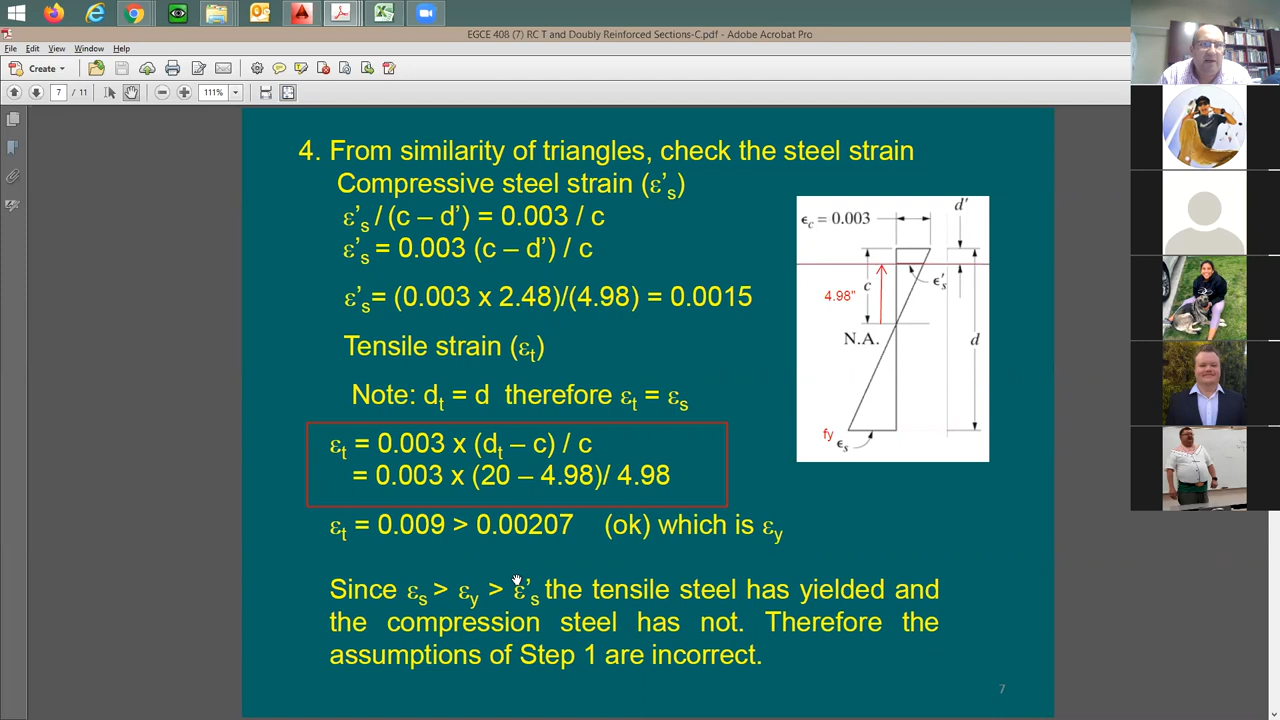 EGCE 408 (7) RC T and Doubly Reinforced Sections-C.pdf - Adobe Acrobat Pro
File Edit View Window Help
Create
7 / 11 111%
4. From similarity of triangles, check the steel strain
Compressive steel strain (ε's)
ε's / (c – d') = 0.003 / c
ε's = 0.003 (c – d') / c
ε's= (0.003 x 2.48)/(4.98) = 0.0015
Tensile strain (εt)
Note: dt = d therefore εt = εs
εt = 0.003 x (dt – c) / c
= 0.003 x (20 – 4.98)/ 4.98
εt = 0.009 > 0.00207 (ok) which is εy
Since εs > εy > ε's the tensile steel has yielded and
the compression steel has not. Therefore the
assumptions of Step 1 are incorrect.
ϵc = 0.003
d'
c
ϵ's
4.98"
N.A.
d
fy
ϵs
7